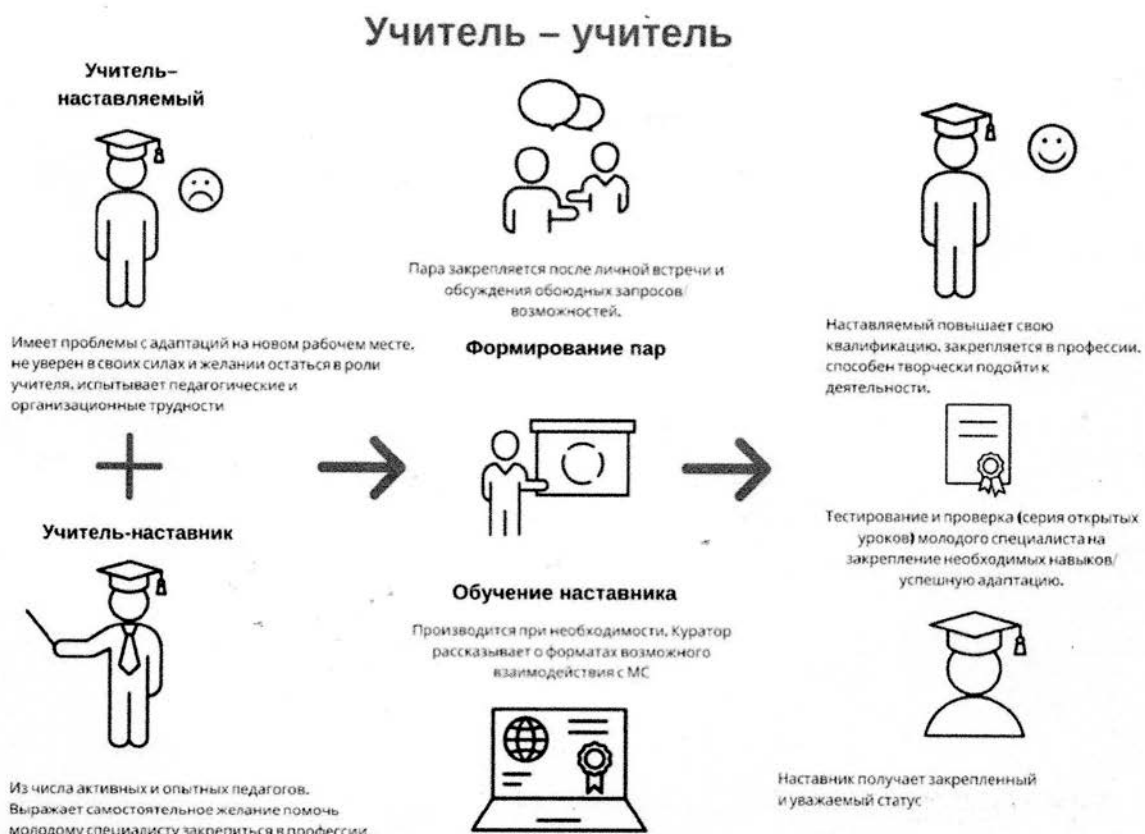 Учитель – учитель
Учитель–
наставляемый
Имеет проблемы с адаптаций на новом рабочем месте,
не уверен в своих силах и желании остаться в роли
учителя, испытывает педагогические и
организационные трудности
Учитель-наставник
Из числа активных и опытных педагогов.
Выражает самостоятельное желание помочь
молодому специалисту закрепиться в профессии
Пара закрепляется после личной встречи и
обсуждения обоюдных запросов/
возможностей.
Формирование пар
Обучение наставника
Производится при необходимости. Куратор
рассказывает о форматах возможного
взаимодействия с МС
Наставляемый повышает свою
квалификацию, закрепляется в профессии,
способен творчески подойти к
деятельности.
Тестирование и проверка (серия открытых
уроков) молодого специалиста на
закрепление необходимых навыков/
успешную адаптацию.
Наставник получает закрепленный
и уважаемый статус